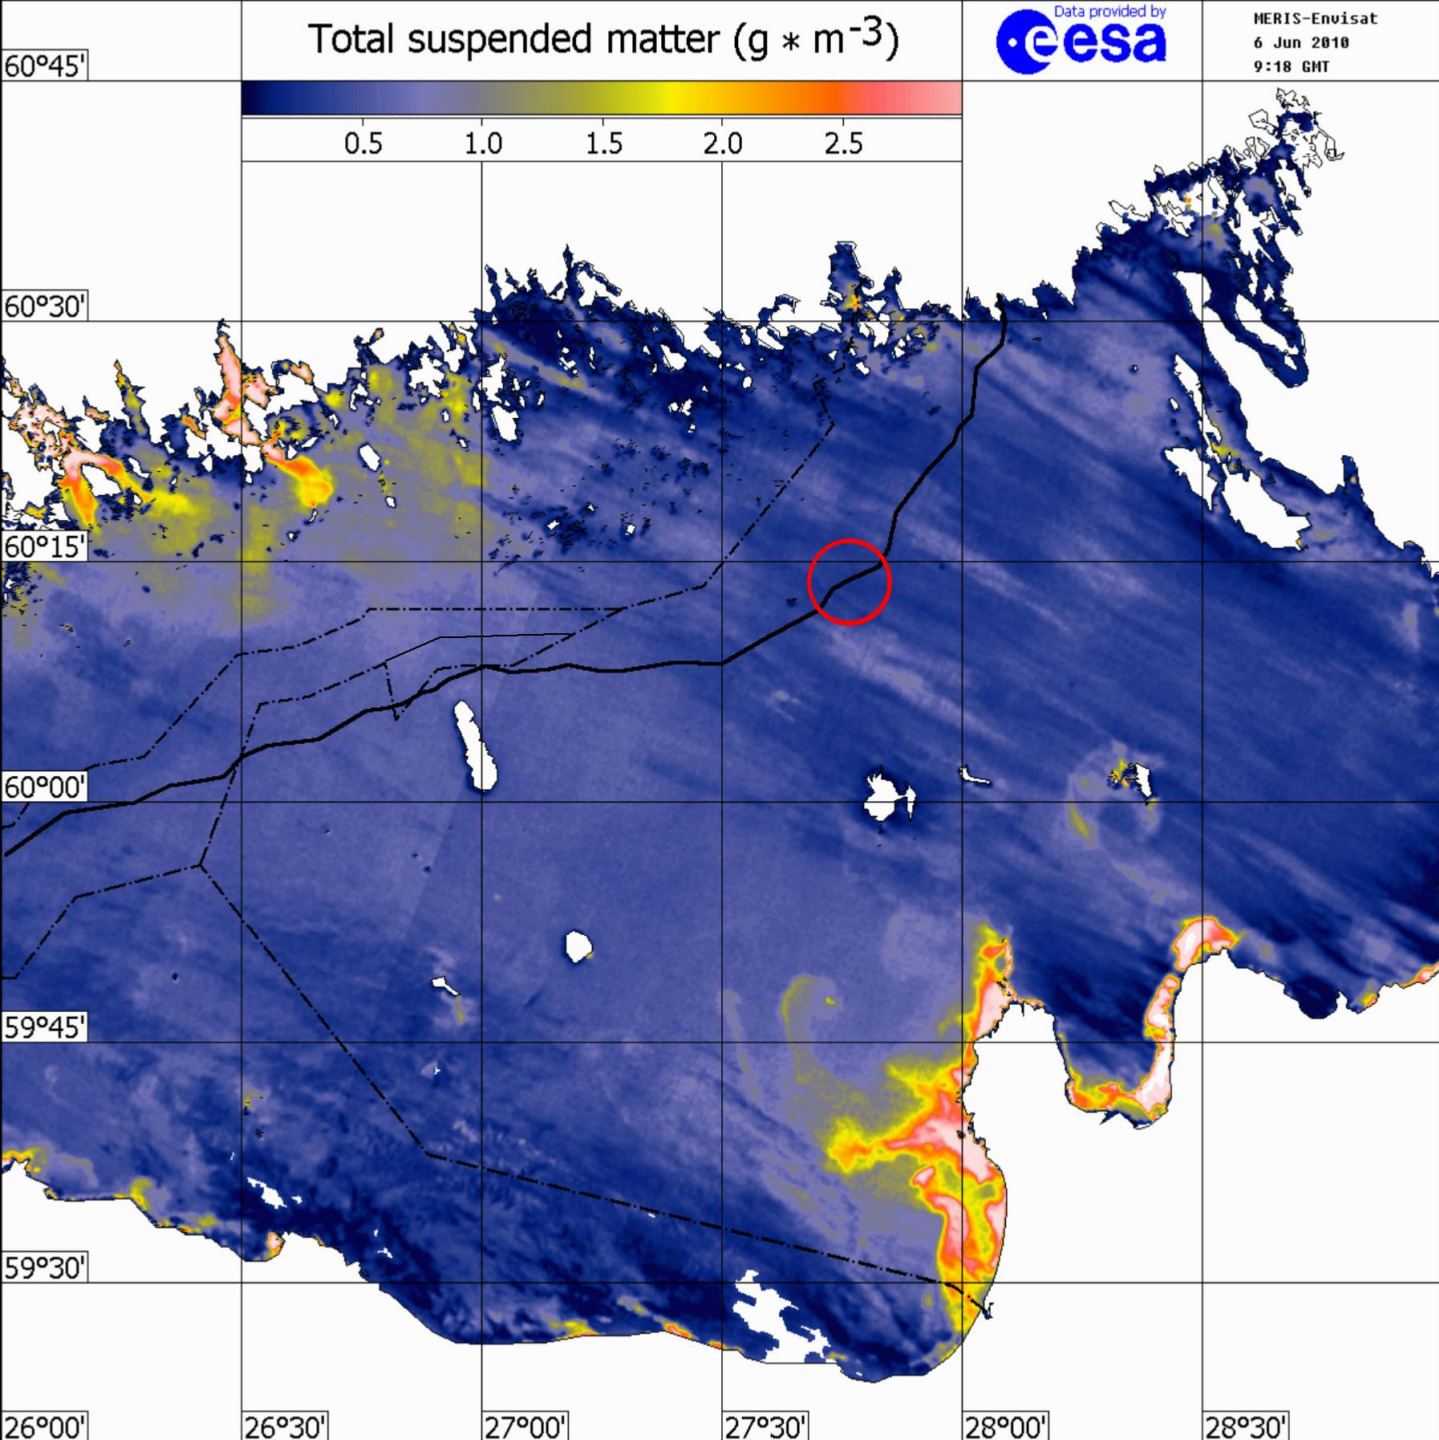 Total suspended matter (g * m-3)
0.5 1.0 1.5 2.0 2.5
Data provided by
esa
MERIS-Envisat
6 Jun 2010
9:18 GMT
60°45'
60°30'
60°15'
60°00'
59°45'
59°30'
26°00' 26°30' 27°00' 27°30' 28°00' 28°30'